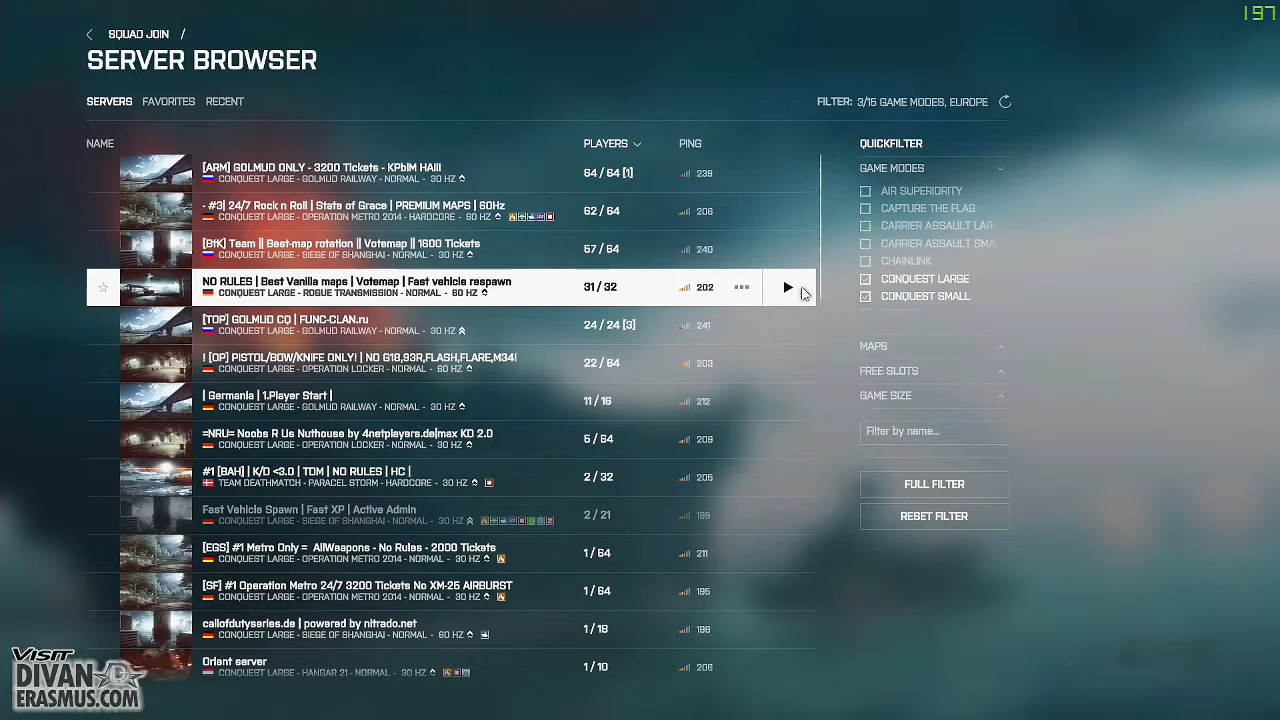 197
SQUAD JOIN /
SERVER BROWSER
SERVERS FAVORITES RECENT
FILTER: 3/15 GAME MODES, EUROPE
NAME PLAYERS PING
[ARM] GOLMUD ONLY - 3200 Tickets - KPbIM HAIII
CONQUEST LARGE - GOLMUD RAILWAY - NORMAL - 30 HZ
64 / 64 [1] 239
- #3| 24/7 Rock n Roll | State of Grace | PREMIUM MAPS | 60Hz
CONQUEST LARGE - OPERATION METRO 2014 - HARDCORE - 60 HZ
62 / 64 206
[BtK] Team || Best-map rotation || Votemap || 1600 Tickets
CONQUEST LARGE - SIEGE OF SHANGHAI - NORMAL - 30 HZ
57 / 64 240
NO RULES | Best Vanilla maps | Votemap | Fast vehicle respawn
CONQUEST LARGE - ROGUE TRANSMISSION - NORMAL - 60 HZ
31 / 32 202
[TOP] GOLMUD CQ | FUNC-CLAN.ru
CONQUEST LARGE - GOLMUD RAILWAY - NORMAL - 30 HZ
24 / 24 [3] 241
! [OP] PISTOL/BOW/KNIFE ONLY! | NO G18,93R,FLASH,FLARE,M34!
CONQUEST LARGE - OPERATION LOCKER - NORMAL - 60 HZ
22 / 64 203
| Germania | 1.Player Start |
CONQUEST LARGE - GOLMUD RAILWAY - NORMAL - 30 HZ
11 / 16 212
=NRU= Noobs R Us Nuthouse by 4netplayers.de|max KD 2.0
CONQUEST LARGE - OPERATION LOCKER - NORMAL - 30 HZ
5 / 64 209
#1 [BAH] | K/D <3.0 | TDM | NO RULES | HC |
TEAM DEATHMATCH - PARACEL STORM - HARDCORE - 30 HZ
2 / 32 205
Fast Vehicle Spawn | Fast XP | Active Admin
CONQUEST LARGE - SIEGE OF SHANGHAI - NORMAL - 30 HZ
2 / 21 199
[EGS] #1 Metro Only = AllWeapons - No Rules - 2000 Tickets
CONQUEST LARGE - OPERATION METRO 2014 - NORMAL - 30 HZ
1 / 64 211
[SF] #1 Operation Metro 24/7 3200 Tickets No XM-25 AIRBURST
CONQUEST LARGE - OPERATION METRO 2014 - NORMAL - 30 HZ
1 / 64 195
callofdutyseries.de | powered by nitrado.net
CONQUEST LARGE - SIEGE OF SHANGHAI - NORMAL - 60 HZ
1 / 18 198
Orient server
CONQUEST LARGE - HANGAR 21 - NORMAL - 30 HZ
1 / 10 206
QUICKFILTER
GAME MODES
AIR SUPERIORITY
CAPTURE THE FLAG
CARRIER ASSAULT LAR
CARRIER ASSAULT SMA
CHAINLINK
CONQUEST LARGE
CONQUEST SMALL
MAPS
FREE SLOTS
GAME SIZE
Filter by name...
FULL FILTER
RESET FILTER
VISIT
DIVAN
ERASMUS.COM